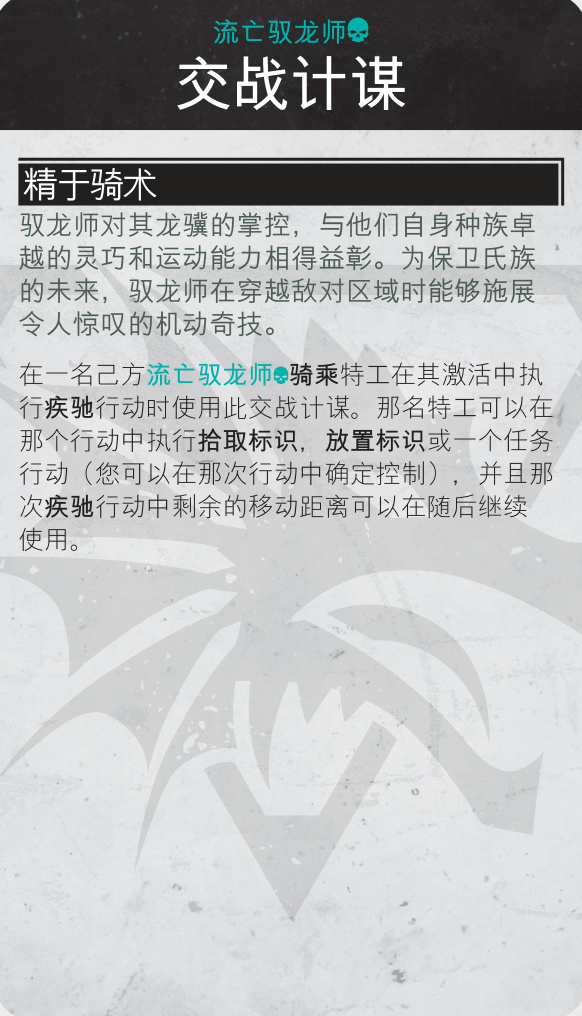 流亡驭龙师
交战计谋
精于骑术
驭龙师对其龙骥的掌控，与他们自身种族卓
越的灵巧和运动能力相得益彰。为保卫氏族
的未来，驭龙师在穿越敌对区域时能够施展
令人惊叹的机动奇技。
在一名己方流亡驭龙师骑乘特工在其激活中执
行疾驰行动时使用此交战计谋。那名特工可以在
那个行动中执行拾取标识，放置标识或一个任务
行动（您可以在那次行动中确定控制），并且那
次疾驰行动中剩余的移动距离可以在随后继续
使用。